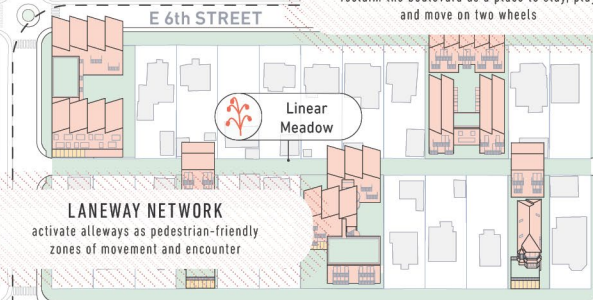 E 6th STREET
and move on two wheels
Linear
Meadow
LANEWAY NETWORK
activate alleways as pedestrian-friendly
zones of movement and encounter